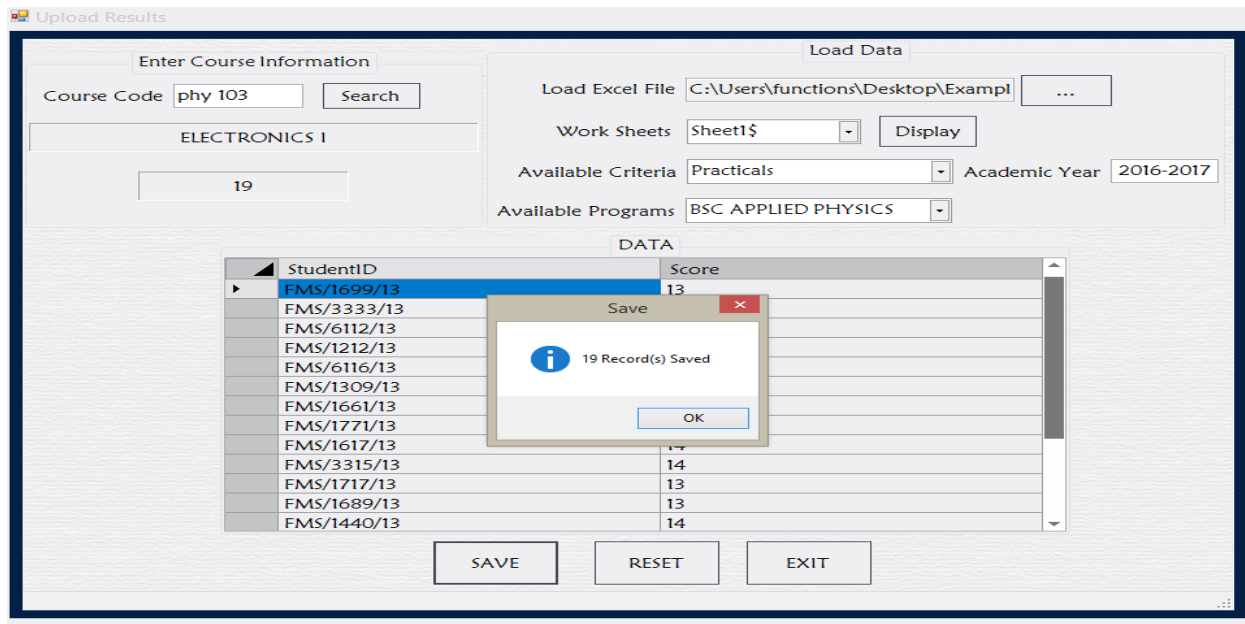 Upload Results
Enter Course Information
Course Code phy 103 Search
ELECTRONICS I
19
Load Data
Load Excel File C:\Users\functions\Desktop\Exampl ...
Work Sheets Sheet1$ Display
Available Criteria Practicals Academic Year 2016-2017
Available Programs BSC APPLIED PHYSICS
DATA
StudentID Score
FMS/1699/13 13
FMS/3333/13
FMS/6112/13
FMS/1212/13
FMS/6116/13
FMS/1309/13
FMS/1661/13
FMS/1771/13
FMS/1617/13 14
FMS/3315/13 14
FMS/1717/13 13
FMS/1689/13 13
FMS/1440/13 14
Save
19 Record(s) Saved
OK
SAVE RESET EXIT